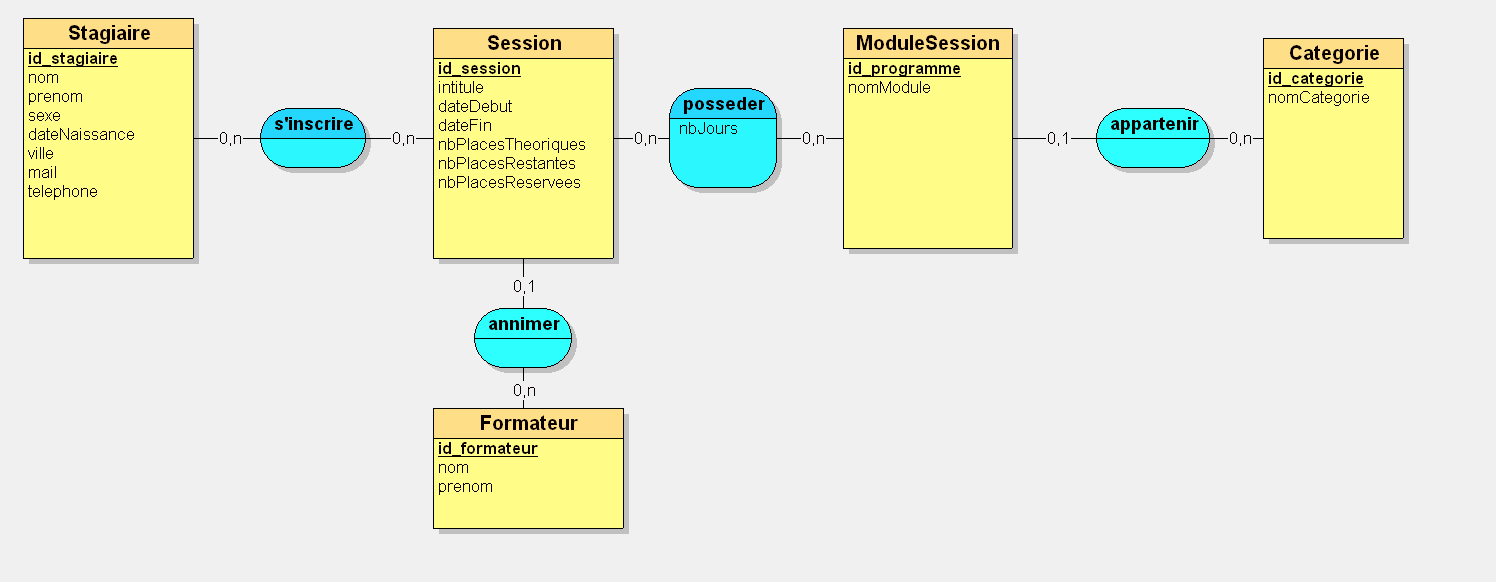 Stagiaire
id_stagiaire
nom
prenom
sexe
dateNaissance
ville
mail
telephone
0,n
s'inscrire
0,n
Session
id_session
intitule
dateDebut
dateFin
nbPlacesTheoriques
nbPlacesRestantes
nbPlacesReservees
0,n
posseder
nbJours
0,n
ModuleSession
id_programme
nomModule
0,1
appartenir
0,n
Categorie
id_categorie
nomCategorie
0,1
annimer
0,n
Formateur
id_formateur
nom
prenom